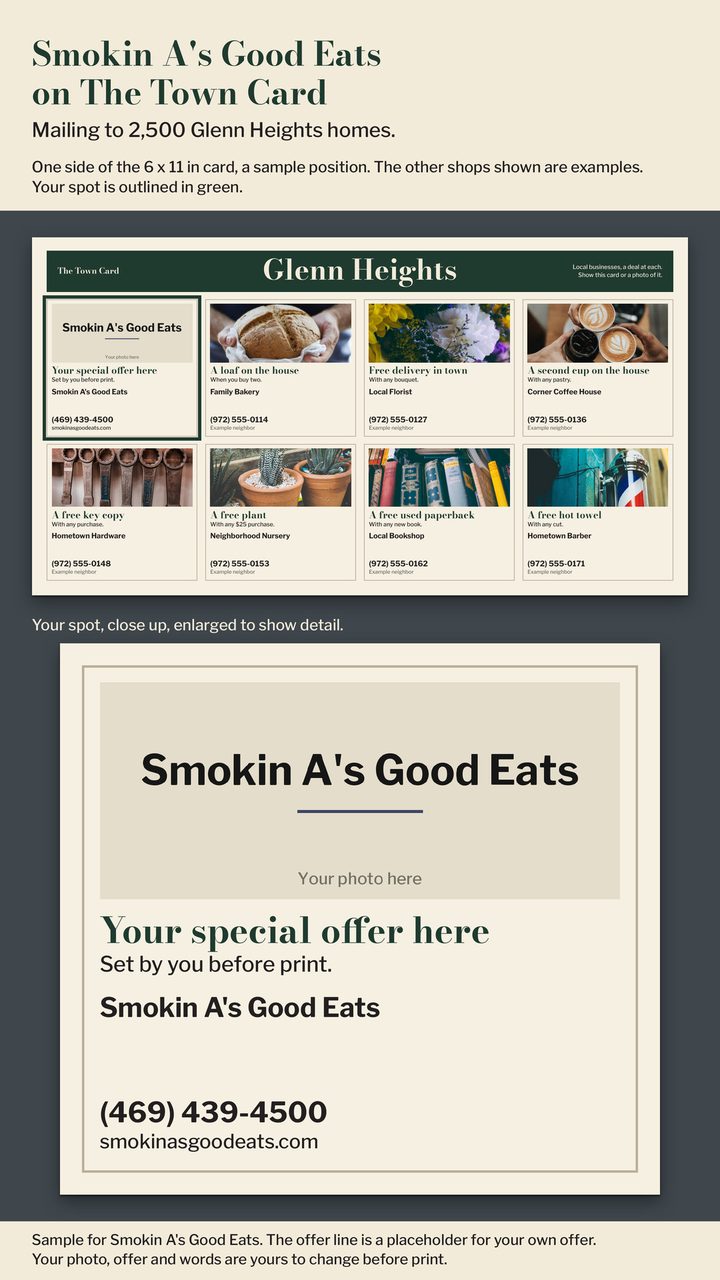 Smokin A's Good Eats
on The Town Card
Mailing to 2,500 Glenn Heights homes.
One side of the 6 x 11 in card, a sample position. The other shops shown are examples.
Your spot is outlined in green.
The Town Card
Glenn Heights
Local businesses, a deal at each.
Show this card or a photo of it.
Smokin A's Good Eats
Your photo here
Your special offer here
Set by you before print.
Smokin A's Good Eats
(469) 439-4500
smokinasgoodeats.com
A loaf on the house
When you buy two.
Family Bakery
(972) 555-0114
Example neighbor
Free delivery in town
With any bouquet.
Local Florist
(972) 555-0127
Example neighbor
A second cup on the house
With any pastry.
Corner Coffee House
(972) 555-0136
Example neighbor
A free key copy
With any purchase.
Hometown Hardware
(972) 555-0148
Example neighbor
A free plant
With any $25 purchase.
Neighborhood Nursery
(972) 555-0153
Example neighbor
A free used paperback
With any new book.
Local Bookshop
(972) 555-0162
Example neighbor
A free hot towel
With any cut.
Hometown Barber
(972) 555-0171
Example neighbor
Your spot, close up, enlarged to show detail.
Smokin A's Good Eats
Your photo here
Your special offer here
Set by you before print.
Smokin A's Good Eats
(469) 439-4500
smokinasgoodeats.com
Sample for Smokin A's Good Eats. The offer line is a placeholder for your own offer.
Your photo, offer and words are yours to change before print.